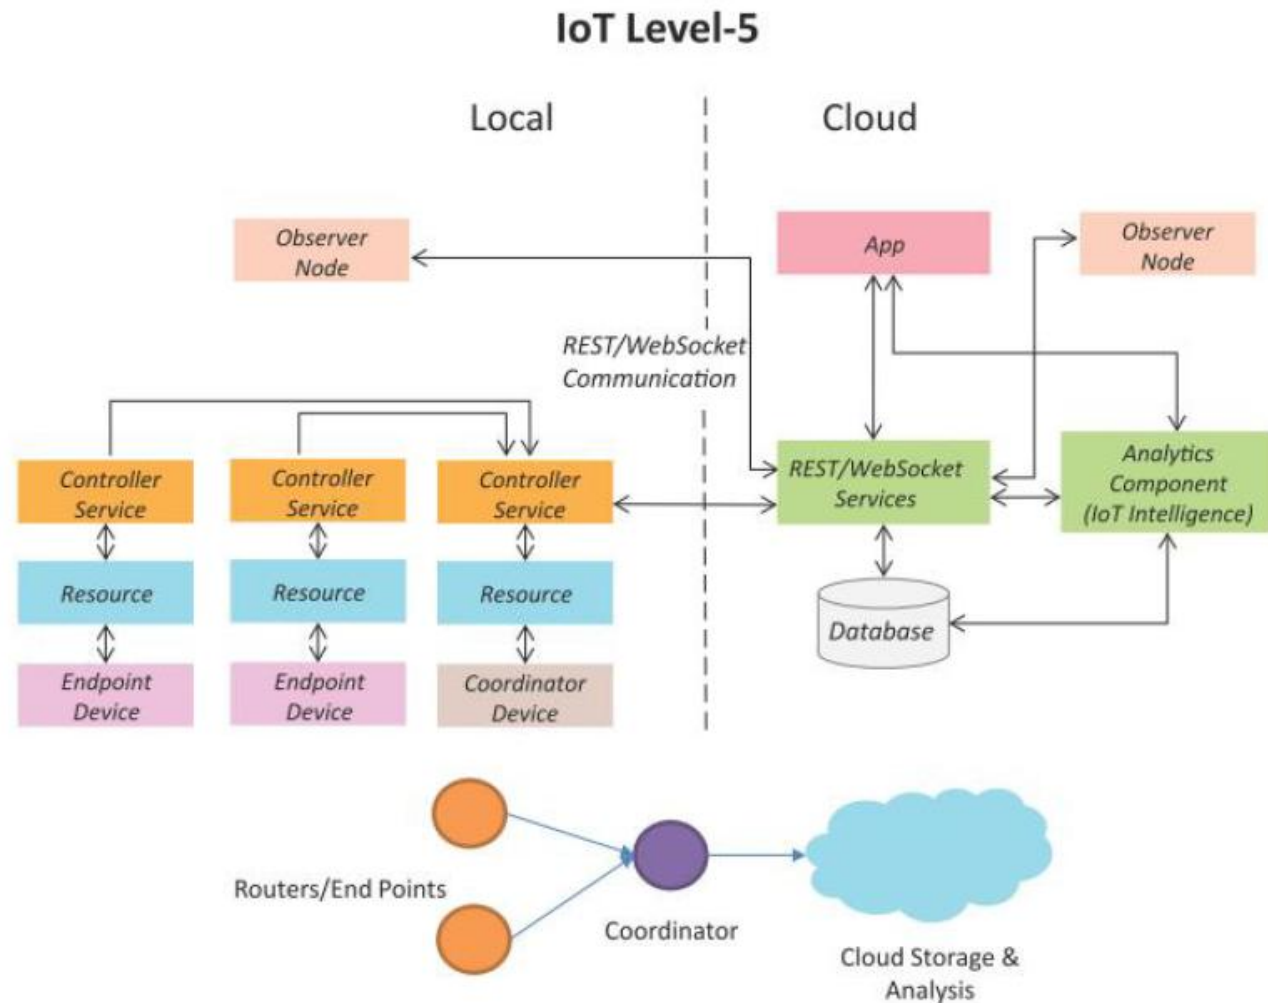 IoT Level-5
Local
Cloud
Observer
Node
App
Observer
Node
REST/WebSocket
Communication
Controller
Service
Controller
Service
Controller
Service
REST/WebSocket
Services
Analytics
Component
(IoT Intelligence)
Resource
Resource
Resource
Database
Endpoint
Device
Endpoint
Device
Coordinator
Device
Routers/End Points
Coordinator
Cloud Storage &
Analysis